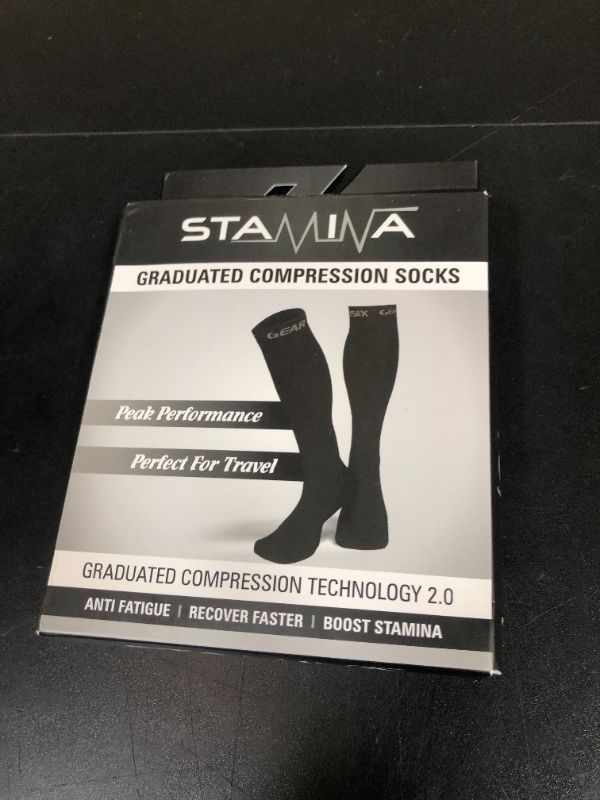 STAMINA
GRADUATED COMPRESSION SOCKS
GEAR
SIX
Peak Performance
Perfect For Travel
GRADUATED COMPRESSION TECHNOLOGY 2.0
ANTI FATIGUE | RECOVER FASTER | BOOST STAMINA